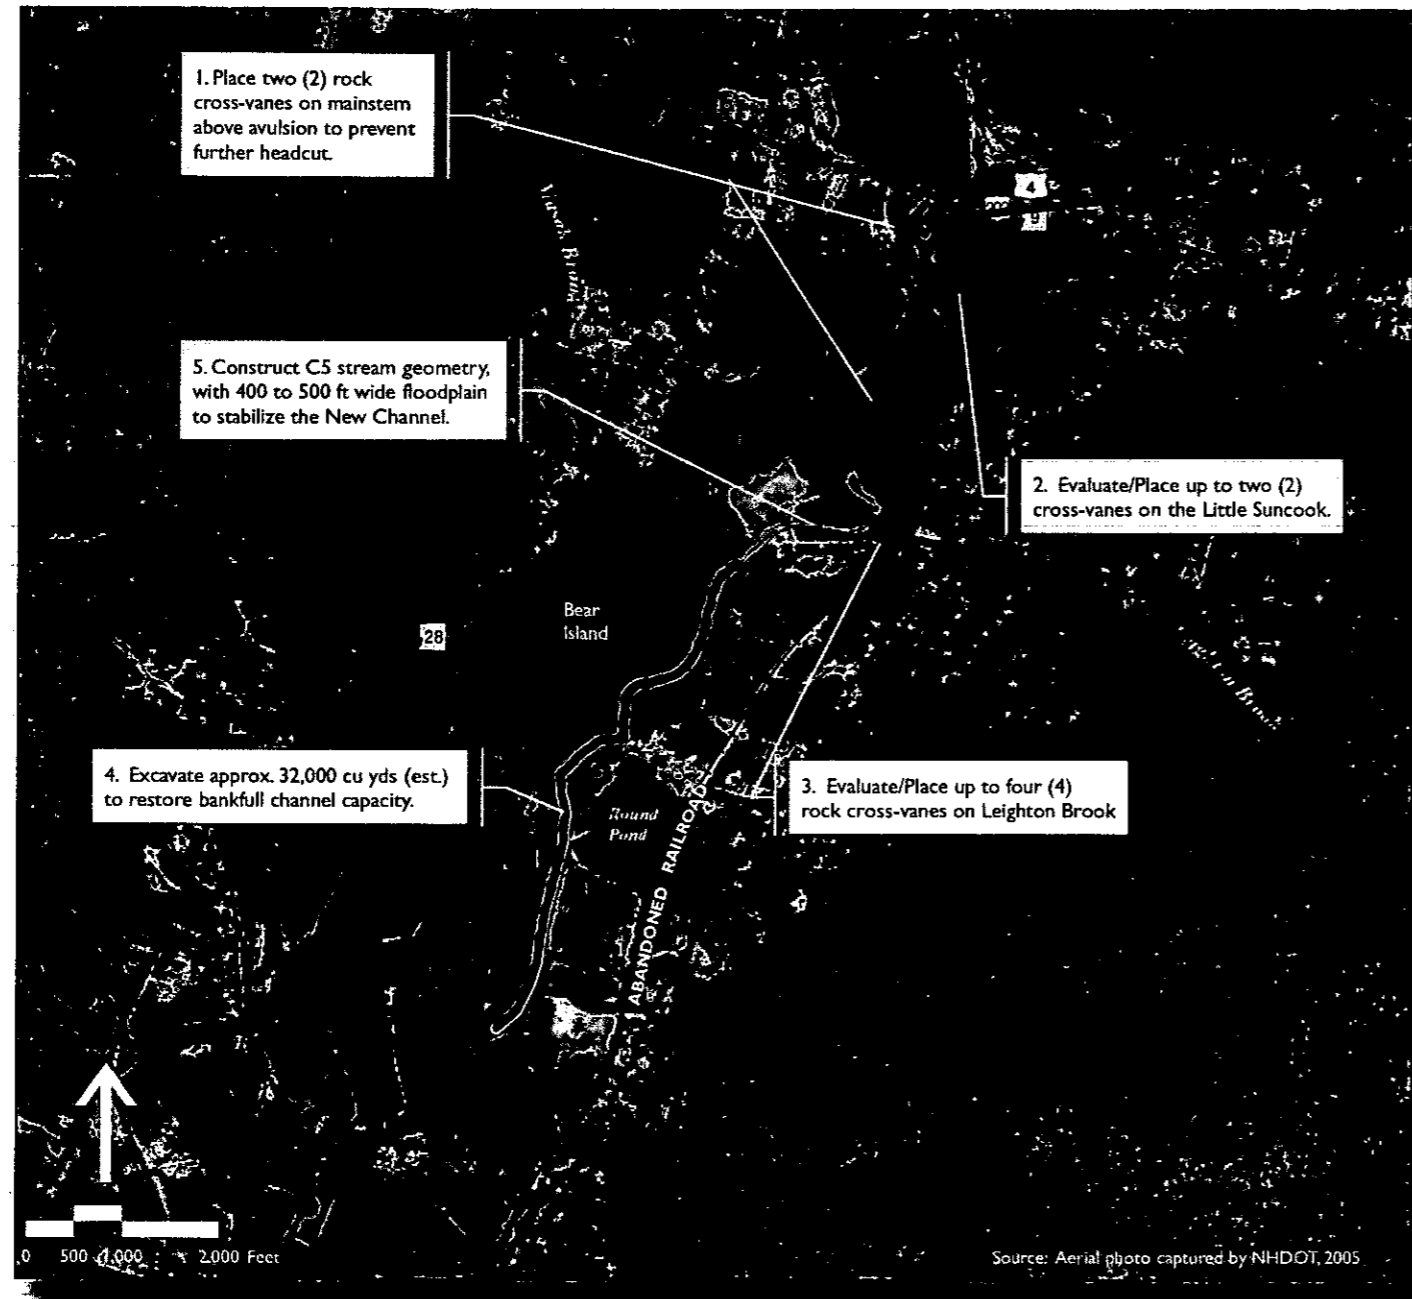 1. Place two (2) rock
cross-vanes on mainstem
above avulsion to prevent
further headcut.
4
5. Construct C5 stream geometry,
with 400 to 500 ft wide floodplain
to stabilize the New Channel.
2. Evaluate/Place up to two (2)
cross-vanes on the Little Suncook.
Bear
Island
28
4. Excavate approx. 32,000 cu yds (est.)
to restore bankfull channel capacity.
3. Evaluate/Place up to four (4)
rock cross-vanes on Leighton Brook
Round
Pond
ABANDONED RAILROAD
0 500 1,000 2,000 Feet
Source: Aerial photo captured by NHDOT, 2005